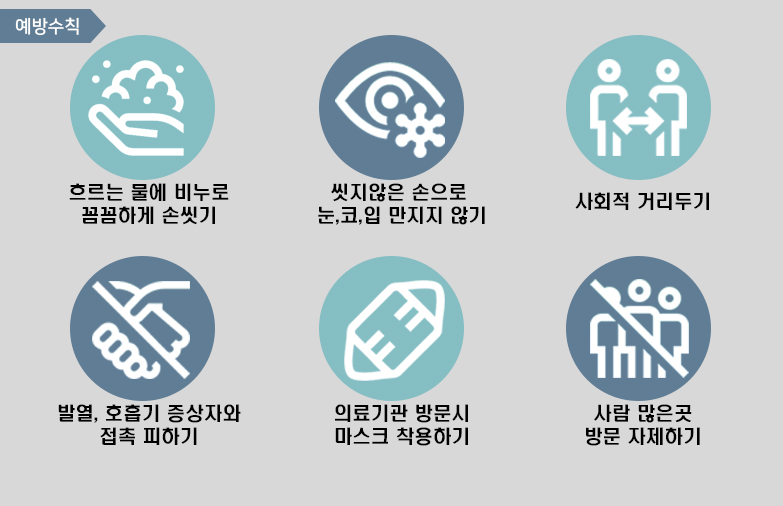 예방수칙
흐르는 물에 비누로
꼼꼼하게 손씻기
씻지않은 손으로
눈,코,입 만지지 않기
사회적 거리두기
발열, 호흡기 증상자와
접촉 피하기
의료기관 방문시
마스크 착용하기
사람 많은곳
방문 자제하기